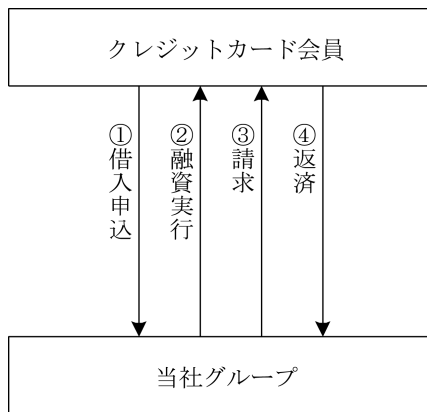 クレジットカード会員
①借入申込
②融資実行
③請求
④返済
当社グループ